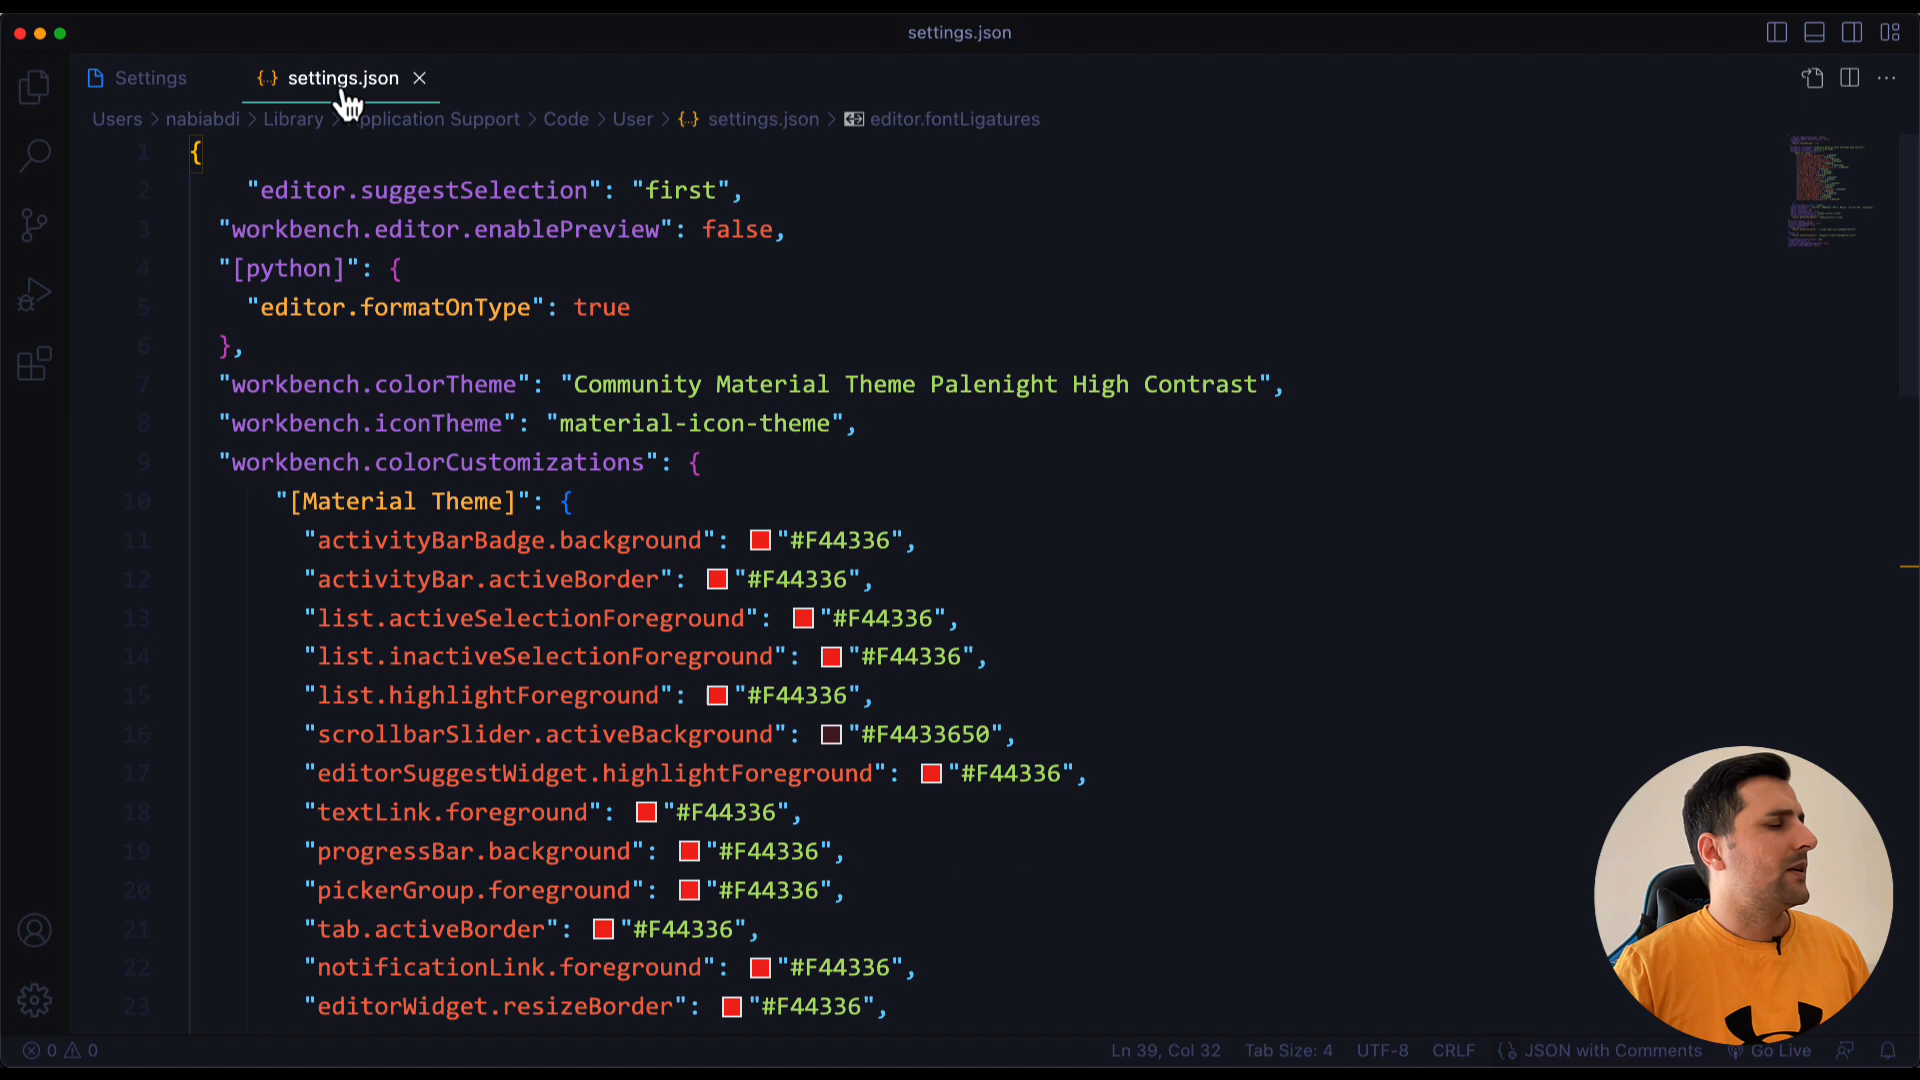 settings.json
Settings
{..} settings.json
Users > nabiabdi > Library > Application Support > Code > User > {..} settings.json > editor.fontLigatures
1 {
2 "editor.suggestSelection": "first",
3 "workbench.editor.enablePreview": false,
4 "[python]": {
5 "editor.formatOnType": true
6 },
7 "workbench.colorTheme": "Community Material Theme Palenight High Contrast",
8 "workbench.iconTheme": "material-icon-theme",
9 "workbench.colorCustomizations": {
10 "[Material Theme]": {
11 "activityBarBadge.background": "#F44336",
12 "activityBar.activeBorder": "#F44336",
13 "list.activeSelectionForeground": "#F44336",
14 "list.inactiveSelectionForeground": "#F44336",
15 "list.highlightForeground": "#F44336",
16 "scrollbarSlider.activeBackground": "#F4433650",
17 "editorSuggestWidget.highlightForeground": "#F44336",
18 "textLink.foreground": "#F44336",
19 "progressBar.background": "#F44336",
20 "pickerGroup.foreground": "#F44336",
21 "tab.activeBorder": "#F44336",
22 "notificationLink.foreground": "#F44336",
23 "editorWidget.resizeBorder": "#F44336",
0 0 Ln 39, Col 32 Tab Size: 4 UTF-8 CRLF JSON with Comments Go Live